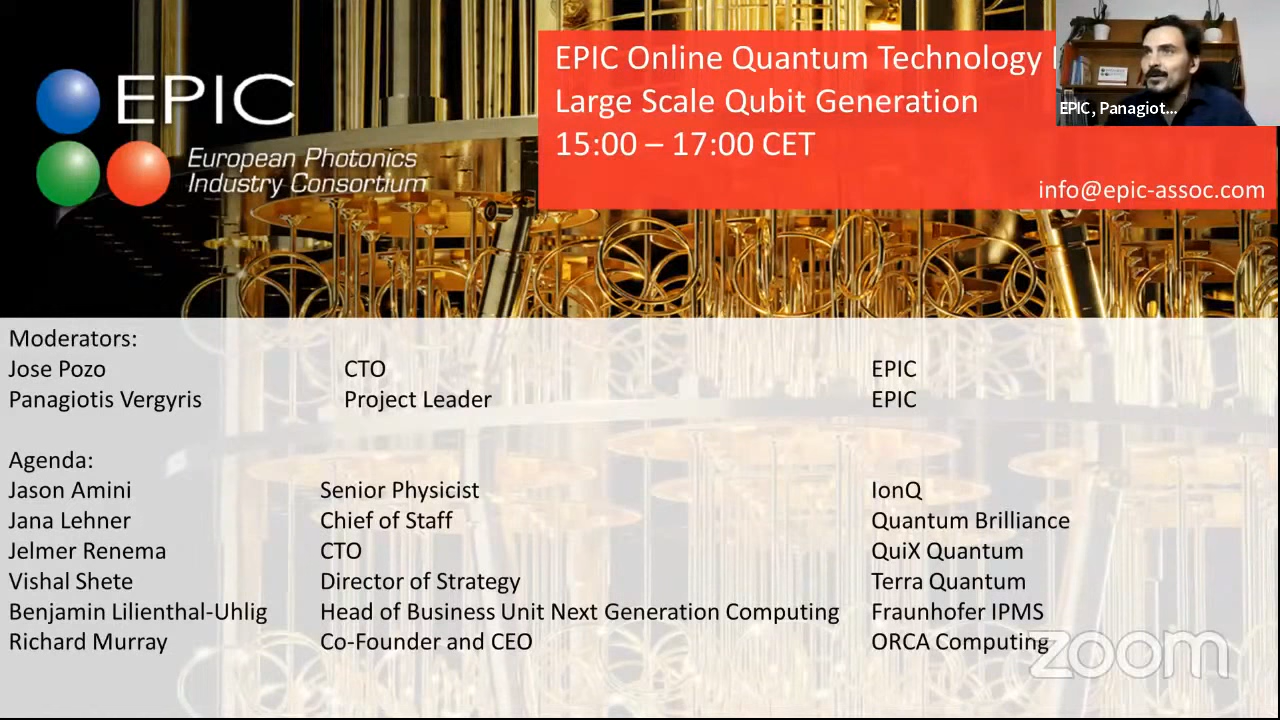 EPIC
European Photonics
Industry Consortium
EPIC Online Quantum Technology
Large Scale Qubit Generation
15:00 – 17:00 CET
info@epic-assoc.com
EPIC, Panagiot...
Moderators:
Jose Pozo CTO EPIC
Panagiotis Vergyris Project Leader EPIC
Agenda:
Jason Amini Senior Physicist IonQ
Jana Lehner Chief of Staff Quantum Brilliance
Jelmer Renema CTO QuiX Quantum
Vishal Shete Director of Strategy Terra Quantum
Benjamin Lilienthal-Uhlig Head of Business Unit Next Generation Computing Fraunhofer IPMS
Richard Murray Co-Founder and CEO ORCA Computing
zoom